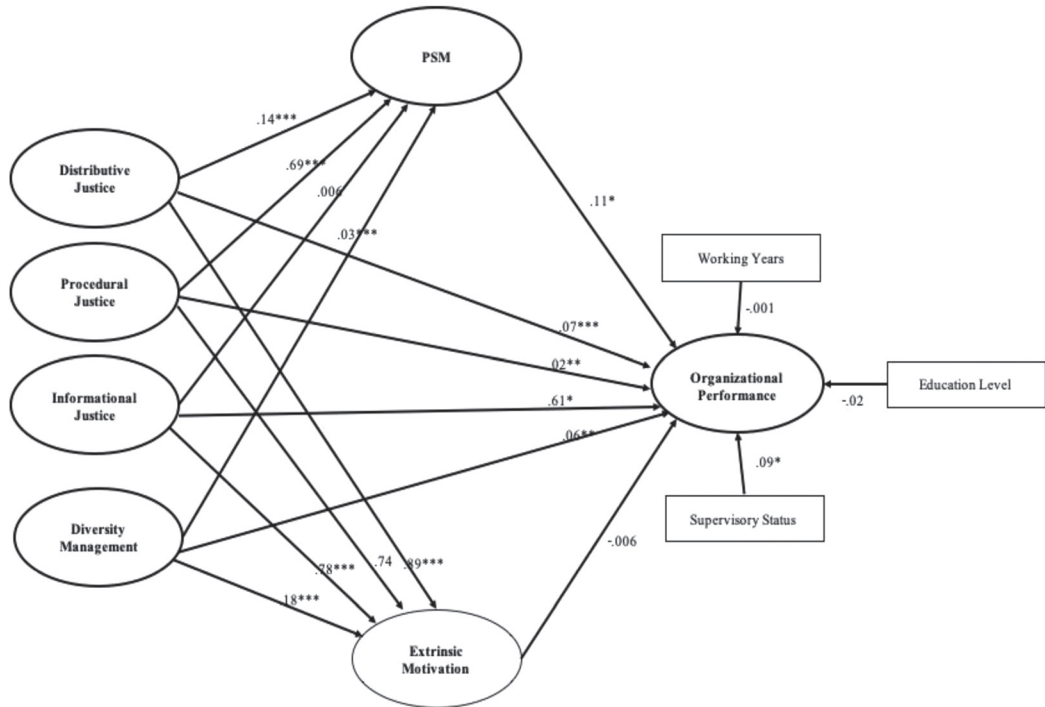 PSM
.14***
Distributive
Justice
.69***
.006
.11*
.03***
Working Years
Procedural
Justice
-.001
.07***
.02**
Organizational
Performance
Education Level
-.02
Informational
Justice
.61*
.06**
.09*
Supervisory Status
Diversity
Management
-.006
.28***
.74
.89***
.18***
Extrinsic
Motivation